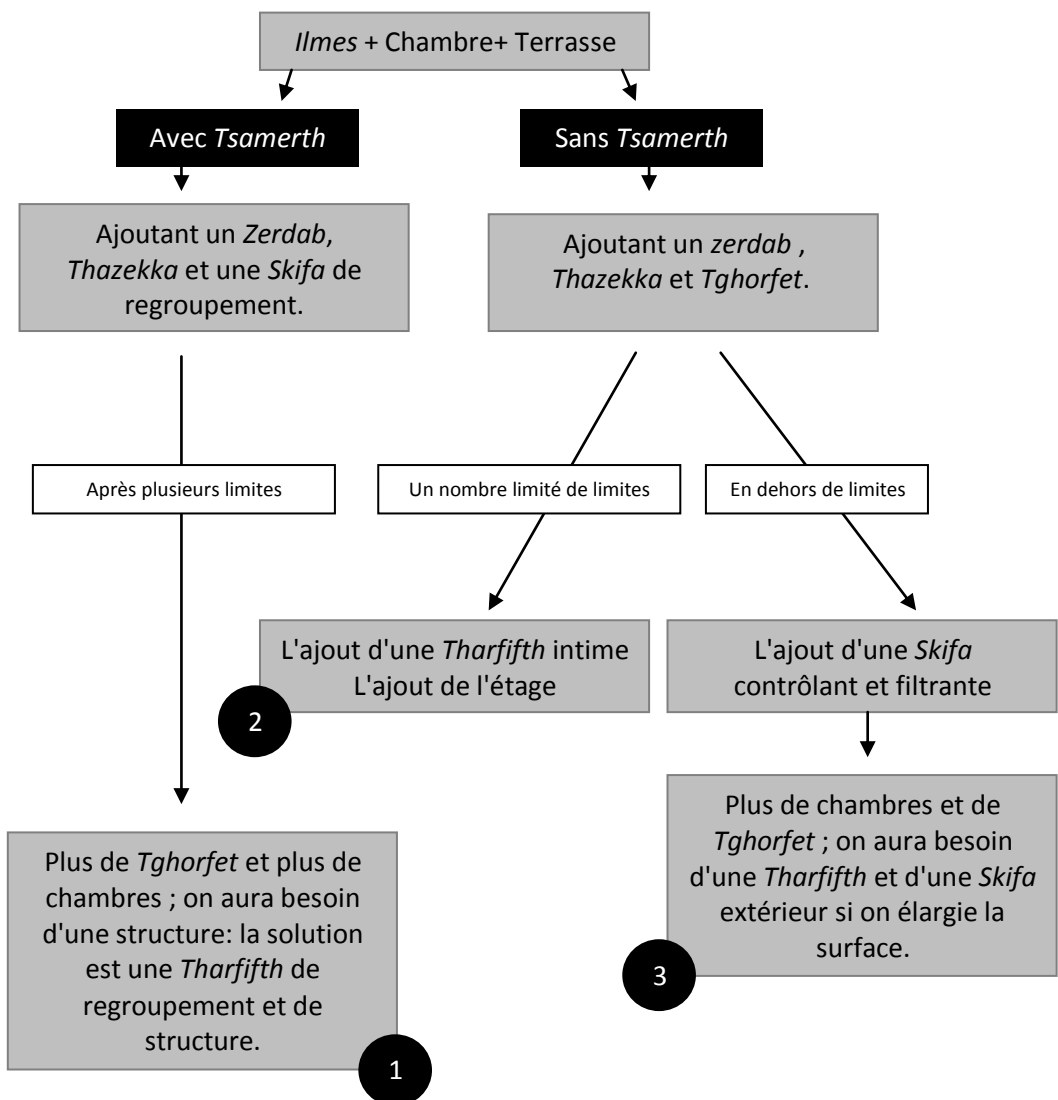 Ilmes + Chambre+ Terrasse
Avec Tsamerth
Sans Tsamerth
Ajoutant un Zerdab,
Thazekka et une Skifa de
regroupement.
Ajoutant un zerdab ,
Thazekka et Tghorfet.
Après plusieurs limites
Un nombre limité de limites
En dehors de limites
L'ajout d'une Tharfifth intime
L'ajout de l'étage
2
L'ajout d'une Skifa
contrôlant et filtrante
Plus de chambres et de
Tghorfet ; on aura besoin
d'une Tharfifth et d'une Skifa
extérieur si on élargie la
surface.
3
Plus de Tghorfet et plus de
chambres ; on aura besoin
d'une structure: la solution
est une Tharfifth de
regroupement et de
structure.
1